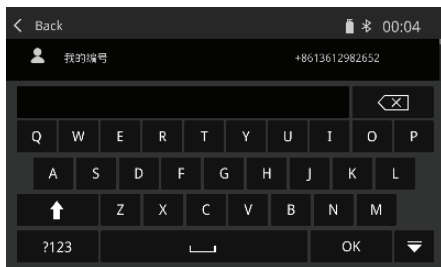 Back 00:04
我的编号 +8613612982652
Q W E R T Y U I O P
A S D F G H J K L
Z X C V B N M
?123 OK